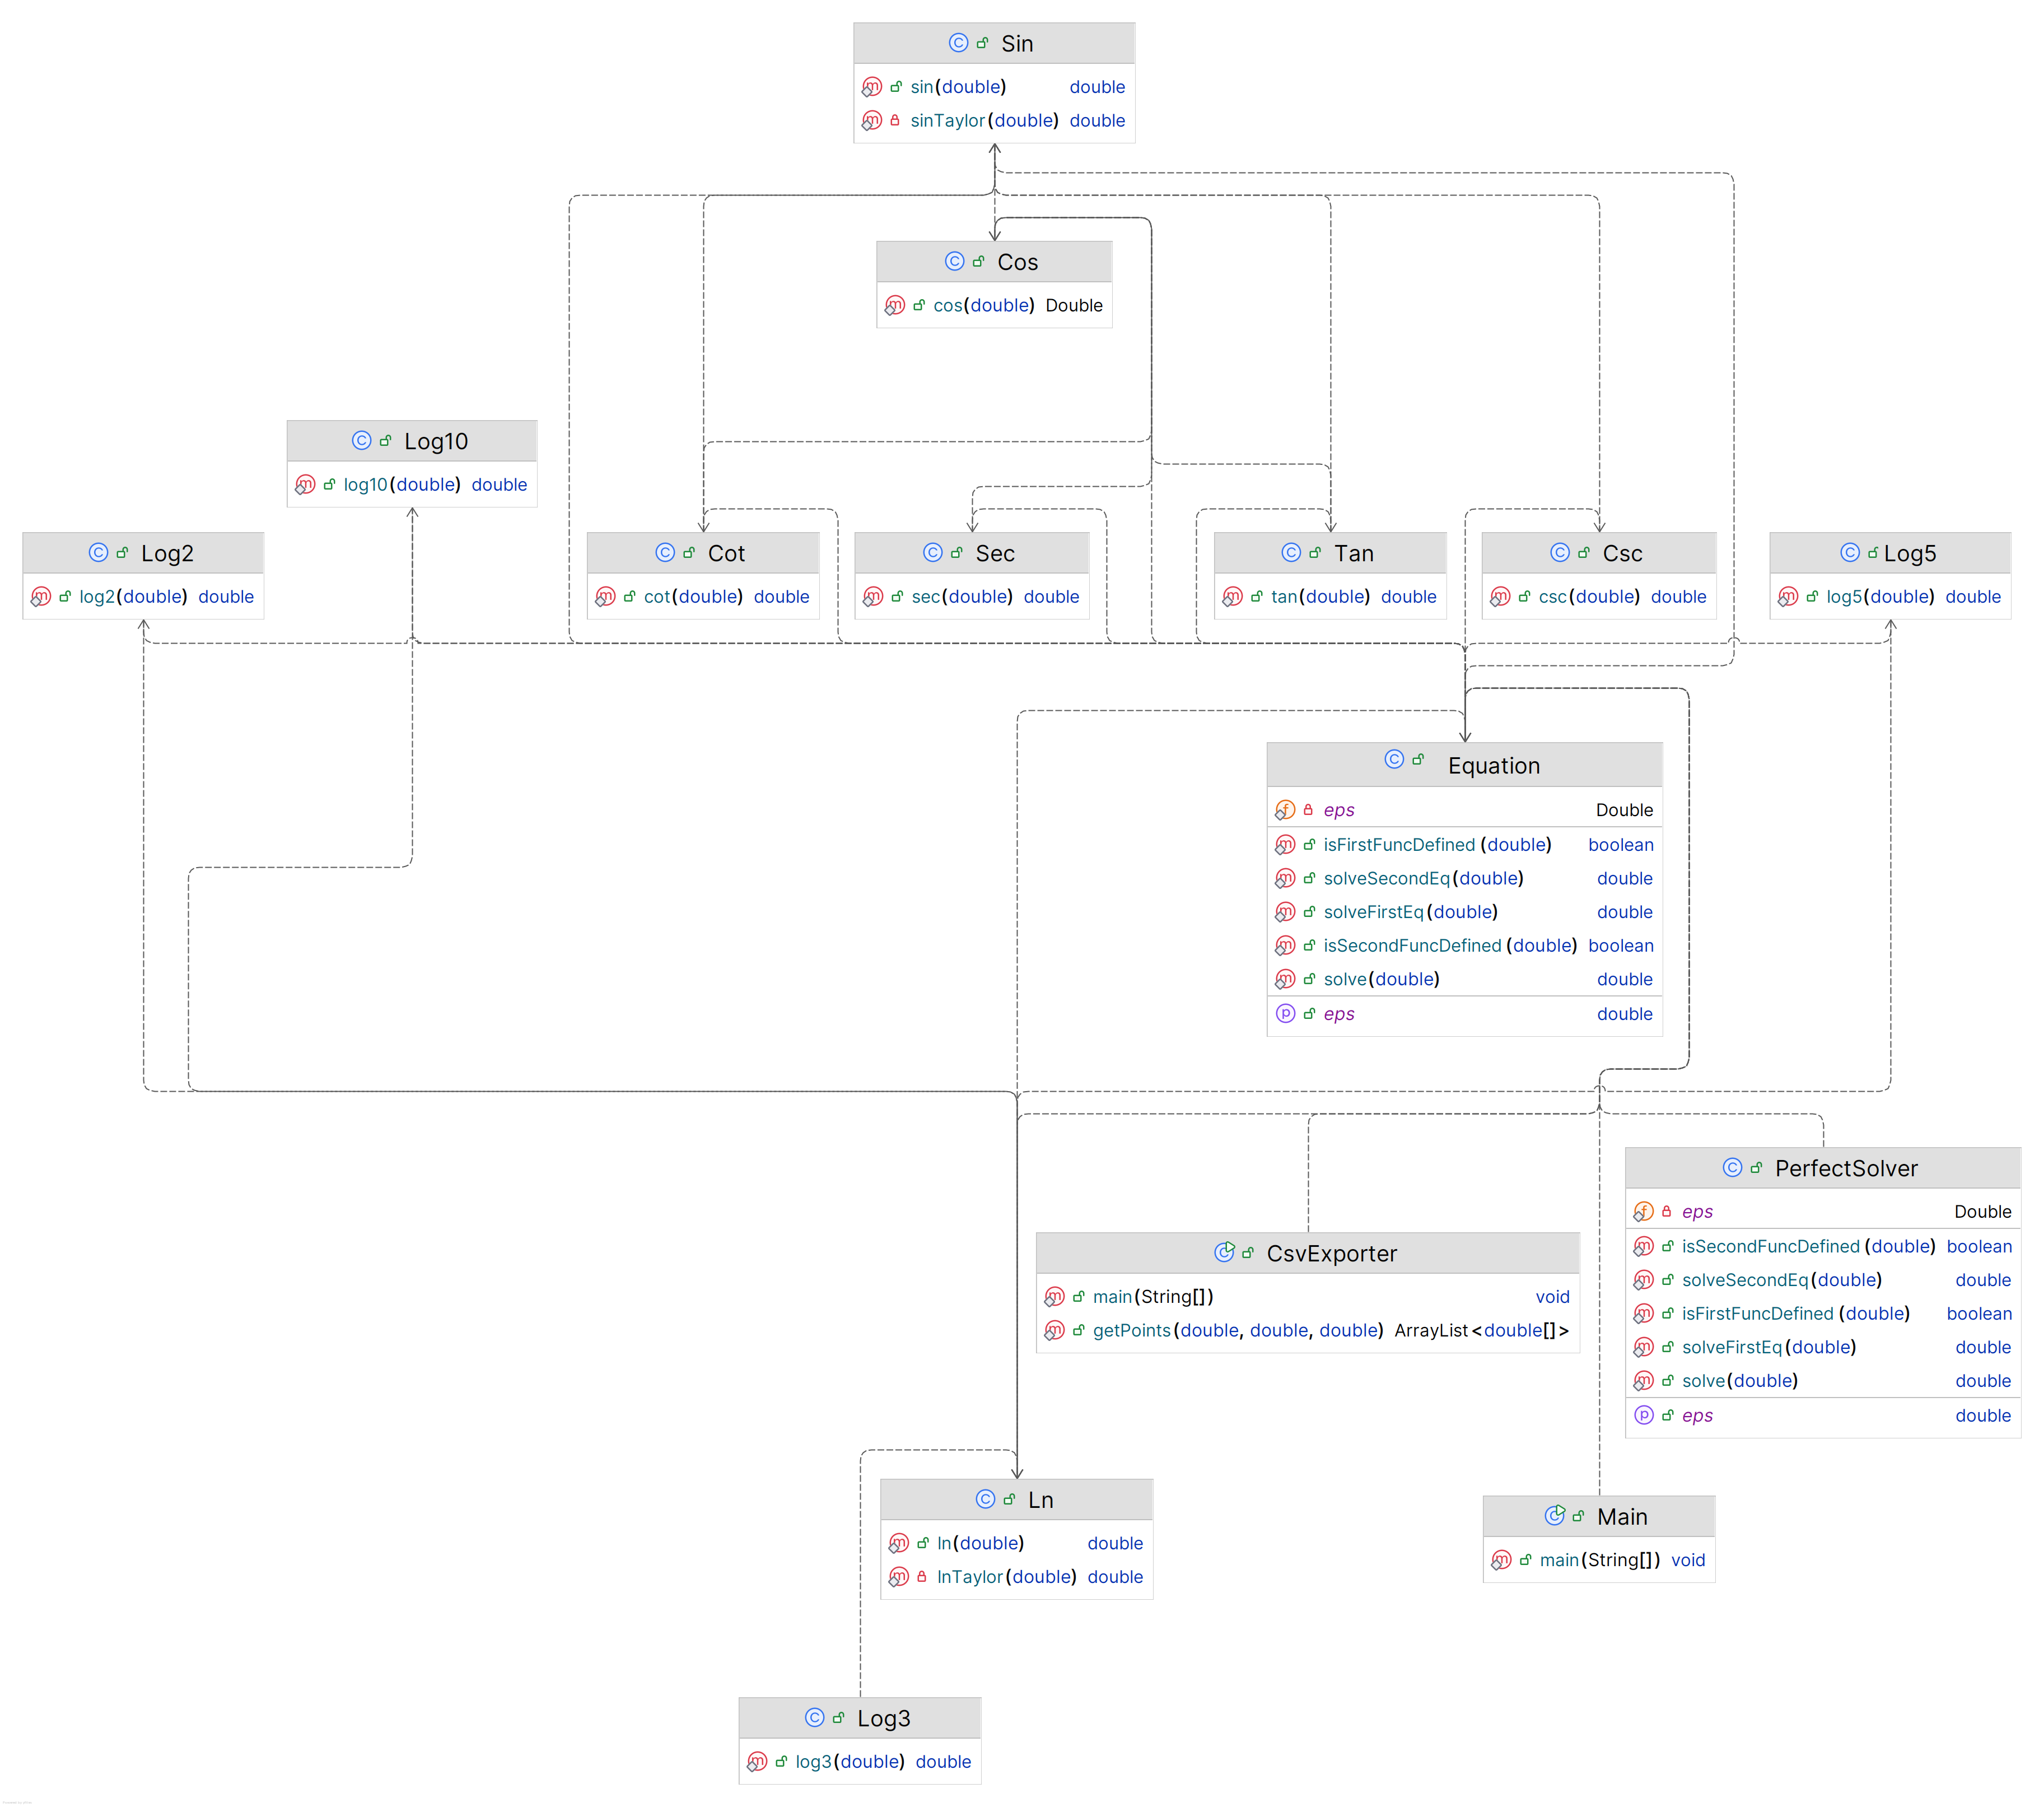 Sin
sin(double) double
sinTaylor(double) double
Cos
cos(double) Double
Log10
log10(double) double
Log2
log2(double) double
Cot
cot(double) double
Sec
sec(double) double
Tan
tan(double) double
Csc
csc(double) double
Log5
log5(double) double
Equation
eps Double
isFirstFuncDefined(double) boolean
solveSecondEq(double) double
solveFirstEq(double) double
isSecondFuncDefined(double) boolean
solve(double) double
eps double
PerfectSolver
eps Double
isSecondFuncDefined(double) boolean
solveSecondEq(double) double
isFirstFuncDefined(double) boolean
solveFirstEq(double) double
solve(double) double
eps double
CsvExporter
main(String[]) void
getPoints(double, double, double) ArrayList<double[]>
Ln
ln(double) double
lnTaylor(double) double
Main
main(String[]) void
Log3
log3(double) double